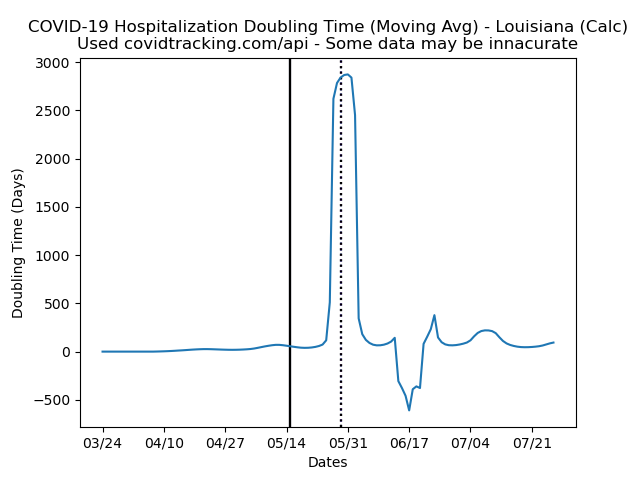 COVID-19 Hospitalization Doubling Time (Moving Avg) - Louisiana (Calc)
Used covidtracking.com/api - Some data may be innacurate
3000
2500
2000
1500
1000
500
0
−500
Doubling Time (Days)
03/24 04/10 04/27 05/14 05/31 06/17 07/04 07/21
Dates